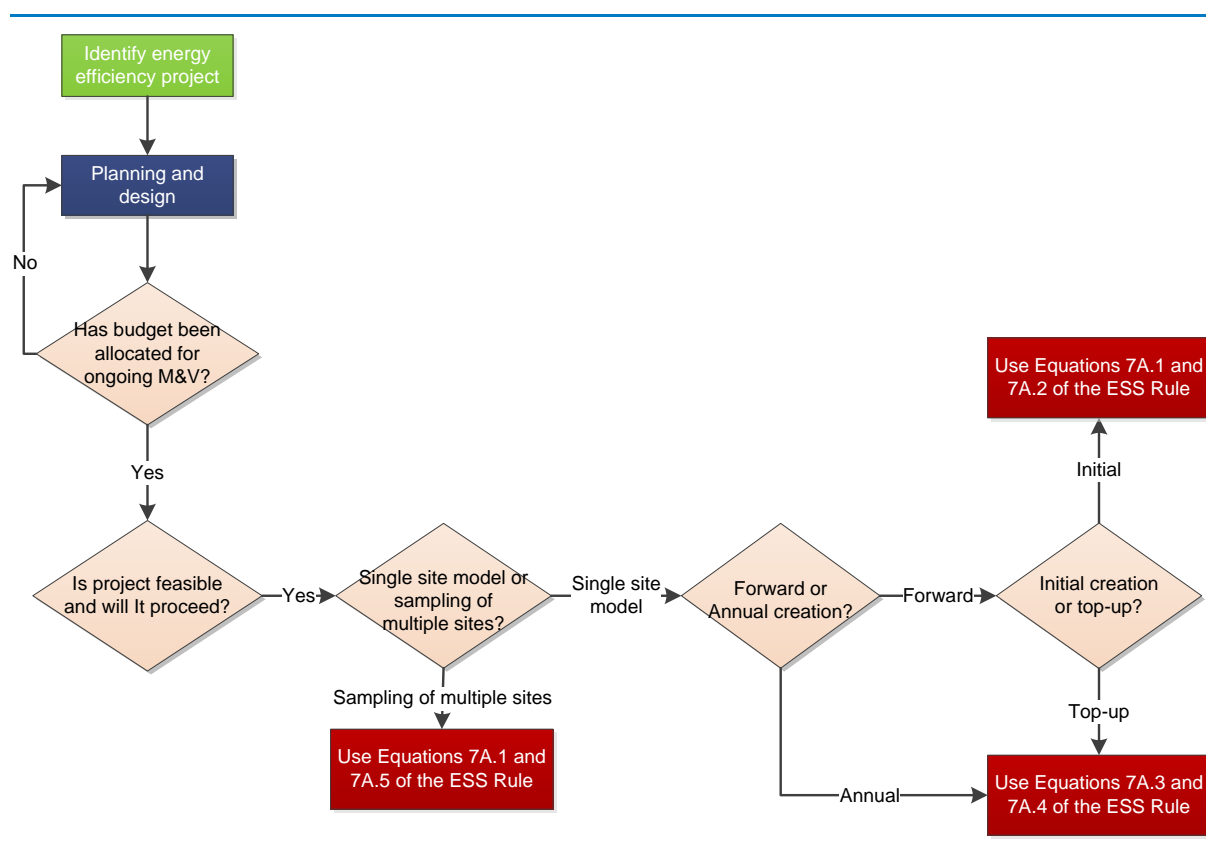 Identify energy
efficiency project
Planning and
design
No
Has budget been
allocated for
ongoing M&V?
Yes
Is project feasible
and will It proceed?
Yes
Single site model or
sampling of
multiple sites?
Single site
model
Forward or
Annual creation?
Forward
Initial creation
or top-up?
Initial
Use Equations 7A.1 and
7A.2 of the ESS Rule
Sampling of multiple sites
Use Equations 7A.1 and
7A.5 of the ESS Rule
Annual
Top-up
Use Equations 7A.3 and
7A.4 of the ESS Rule